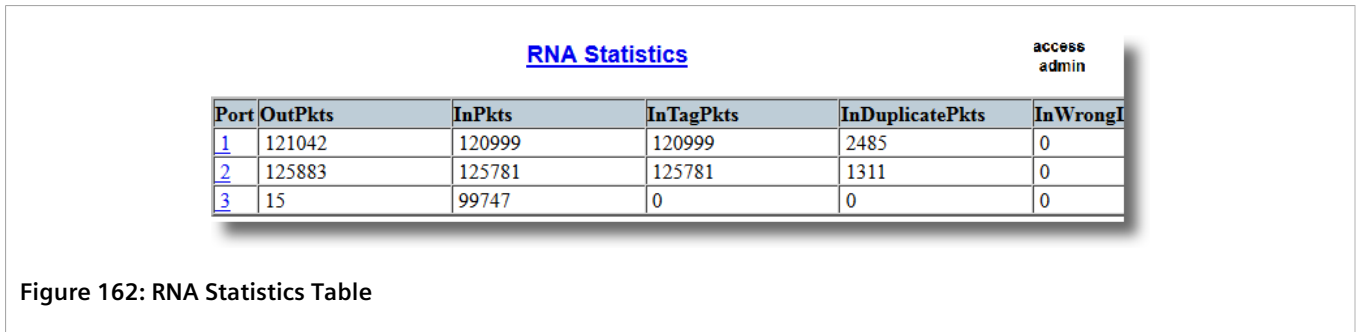 RNA Statistics
access
admin
Port OutPkts InPkts InTagPkts InDuplicatePkts
1 121042 120999 120999 2485 0
2 125883 125781 125781 1311 0
3 15 99747 0 0 0
Figure 162: RNA Statistics Table